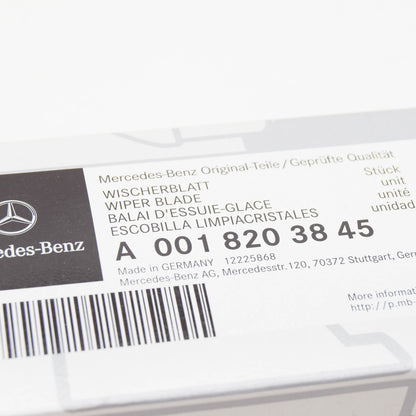 Mercedes-Benz Original-Teile/Geprüfte Qualität
WISCHERBLATT
WIPER BLADE
BALAI D'ESSUIE-GLACE
ESCOBILLA LIMPIACRISTALES
Stück
unit
unité
unidad
A 001 820 38 45
Made in GERMANY 12225868
Mercedes-Benz AG, Mercedesstr.120, 70372 Stuttgart, Ger
edes-Benz
More informat
http://p.mb